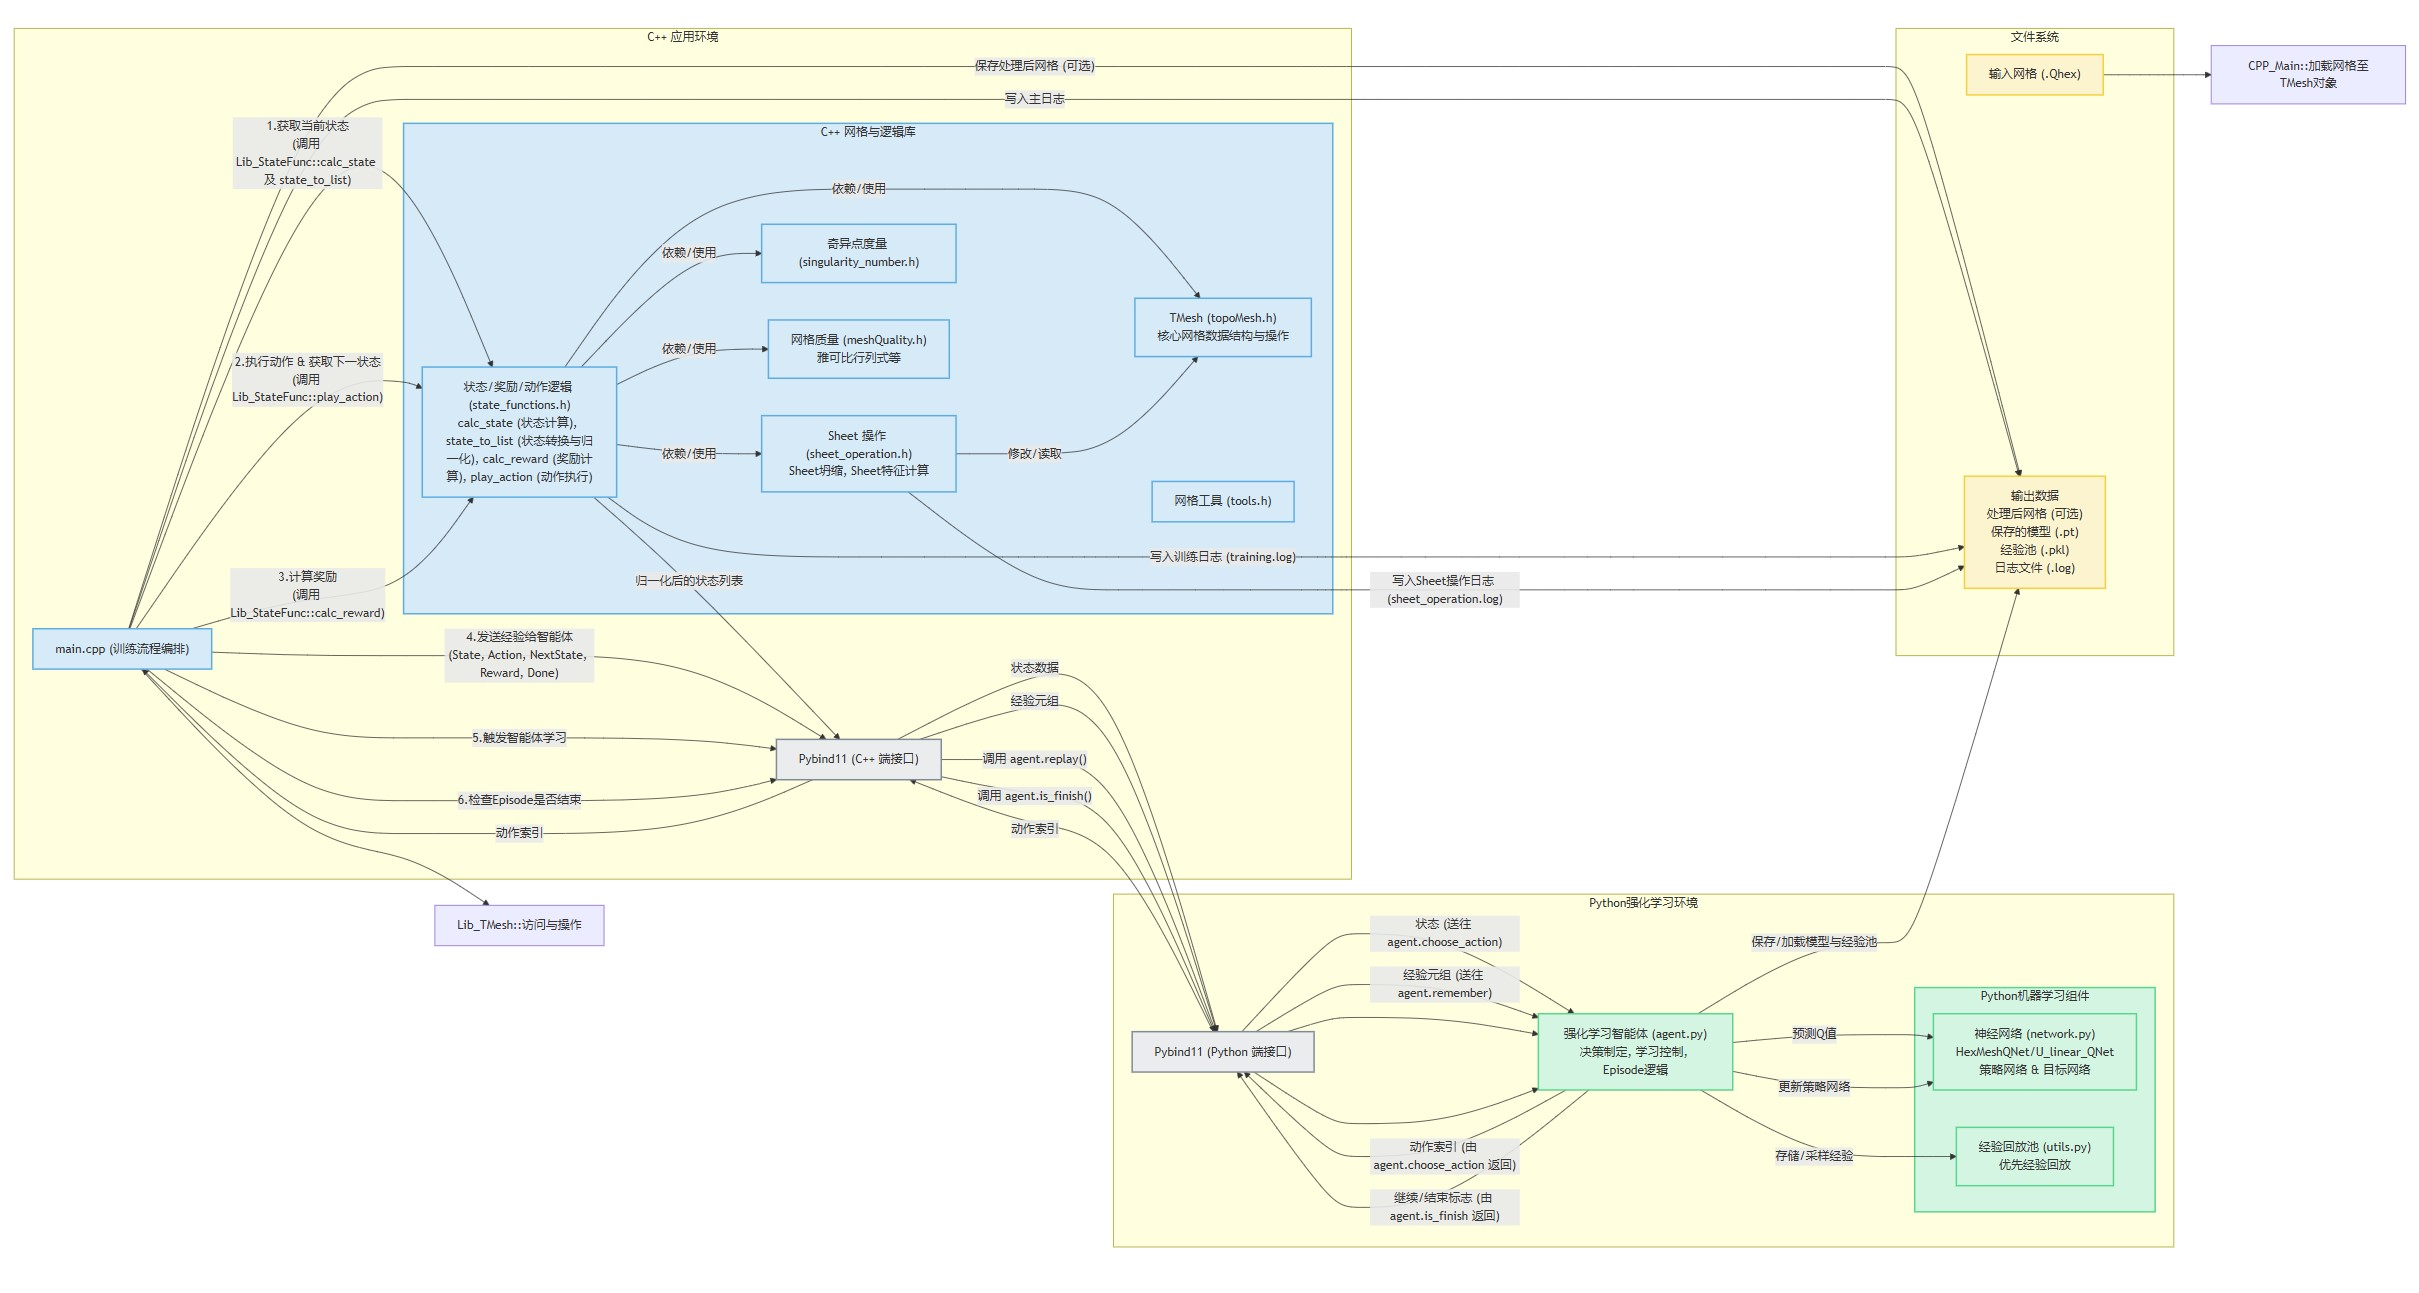 C++ 应用环境
保存处理后网格 (可选)
写入主日志
1.获取当前状态
(调用
Lib_StateFunc::calc_state
及 state_to_list)
C++ 网格与逻辑库
依赖/使用
奇异点度量
(singularity_number.h)
依赖/使用
TMesh (topoMesh.h)
核心网格数据结构与操作
网格质量 (meshQuality.h)
雅可比行列式等
依赖/使用
2.执行动作 & 获取下一状态
(调用
Lib_StateFunc::play_action)
状态/奖励/动作逻辑
(state_functions.h)
calc_state (状态计算),
state_to_list (状态转换与归
一化), calc_reward (奖励计
算), play_action (动作执行)
依赖/使用
Sheet 操作
(sheet_operation.h)
Sheet坍缩, Sheet特征计算
修改/读取
网格工具 (tools.h)
写入训练日志 (training.log)
写入Sheet操作日志
(sheet_operation.log)
归一化后的状态列表
3.计算奖励
(调用
Lib_StateFunc::calc_reward)
main.cpp (训练流程编排)
4.发送经验给智能体
(State, Action, NextState,
Reward, Done)
5.触发智能体学习
6.检查Episode是否结束
动作索引
Pybind11 (C++ 端接口)
状态数据
经验元组
调用 agent.replay()
调用 agent.is_finish()
动作索引
Lib_TMesh::访问与操作
文件系统
输入网格 (.Qhex)
CPP_Main::加载网格至
TMesh对象
输出数据
处理后网格 (可选)
保存的模型 (.pt)
经验池 (.pkl)
日志文件 (.log)
Python强化学习环境
状态 (送往
agent.choose_action)
经验元组 (送往
agent.remember)
Pybind11 (Python 端接口)
动作索引 (由
agent.choose_action 返回)
继续/结束标志 (由
agent.is_finish 返回)
强化学习智能体 (agent.py)
决策制定, 学习控制,
Episode逻辑
保存/加载模型与经验池
预测Q值
更新策略网络
存储/采样经验
Python机器学习组件
神经网络 (network.py)
HexMeshQNet/U_linear_QNet
策略网络 & 目标网络
经验回放池 (utils.py)
优先经验回放